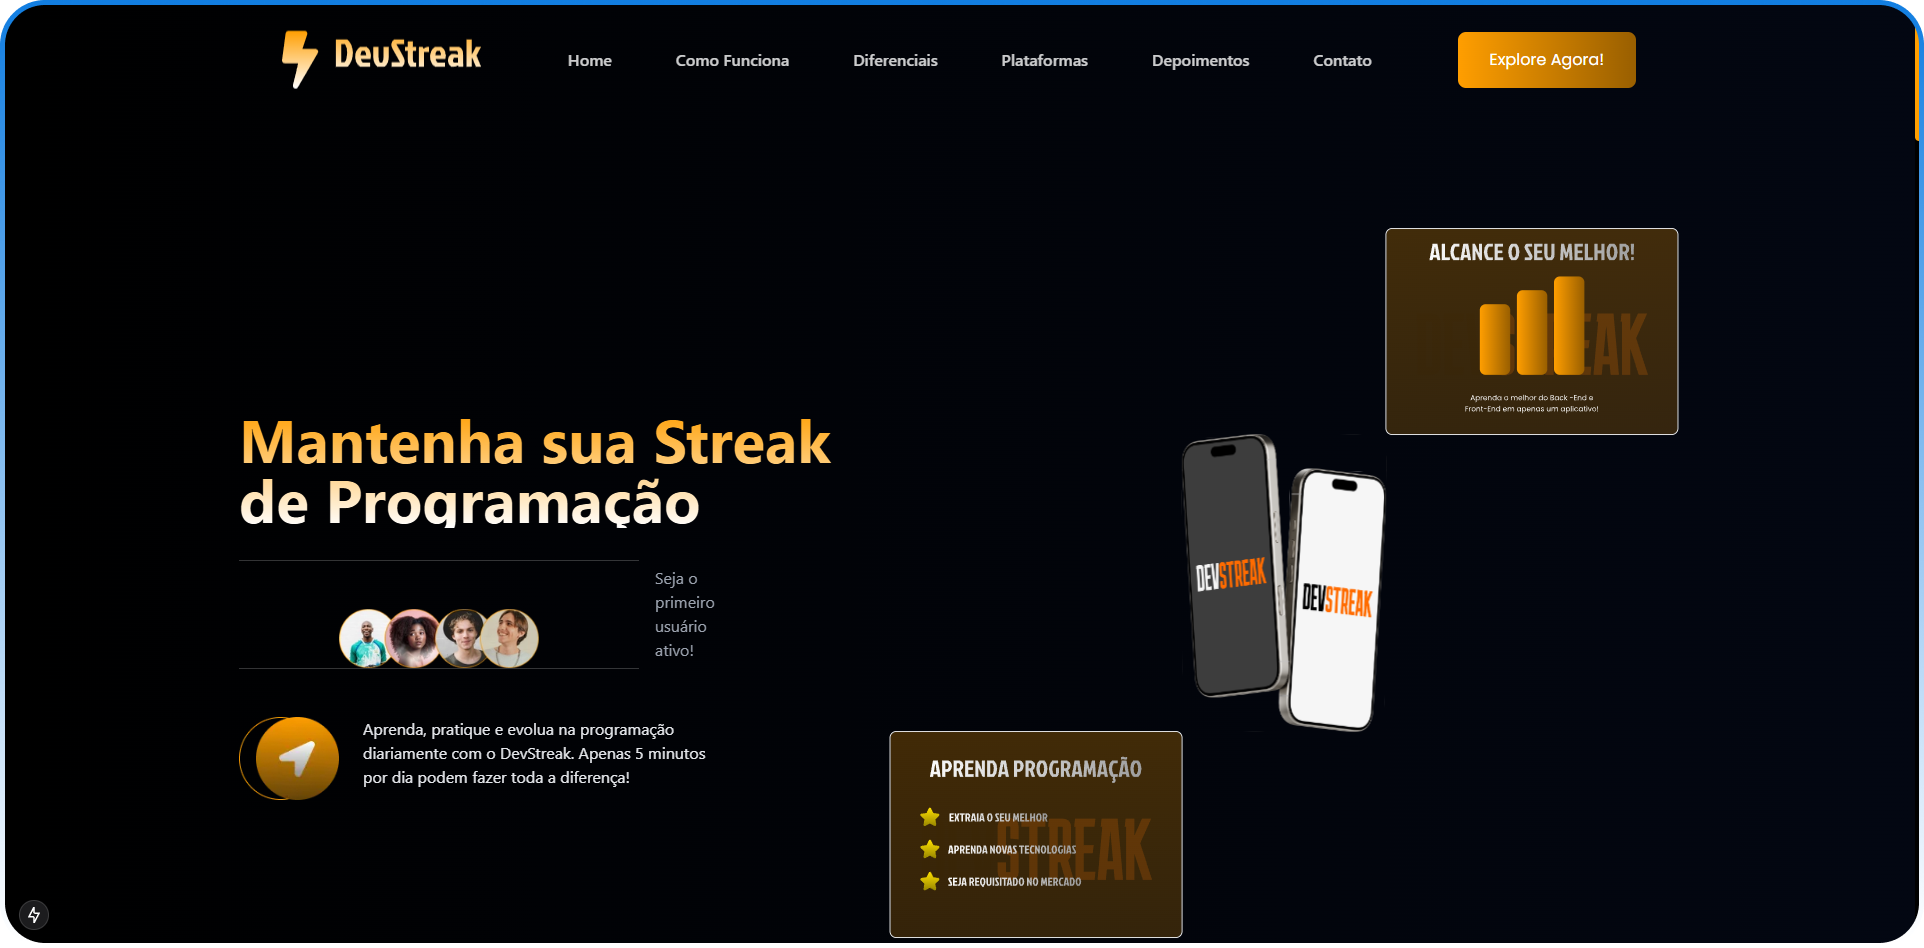 DevStreak
Home
Como Funciona
Diferenciais
Plataformas
Depoimentos
Contato
Explore Agora!
ALCANCE O SEU MELHOR!
STREAK
Aprenda o melhor do Back -End e
Front-End em apenas um aplicativo!
Mantenha sua Streak
de Programação
Seja o
primeiro
usuário
ativo!
Aprenda, pratique e evolua na programação
diariamente com o DevStreak. Apenas 5 minutos
por dia podem fazer toda a diferença!
DEVSTREAK
DEVSTREAK
APRENDA PROGRAMAÇÃO
EXTRAIA O SEU MELHOR
APRENDA NOVAS TECNOLOGIAS
SEJA REQUISITADO NO MERCADO
STREAK